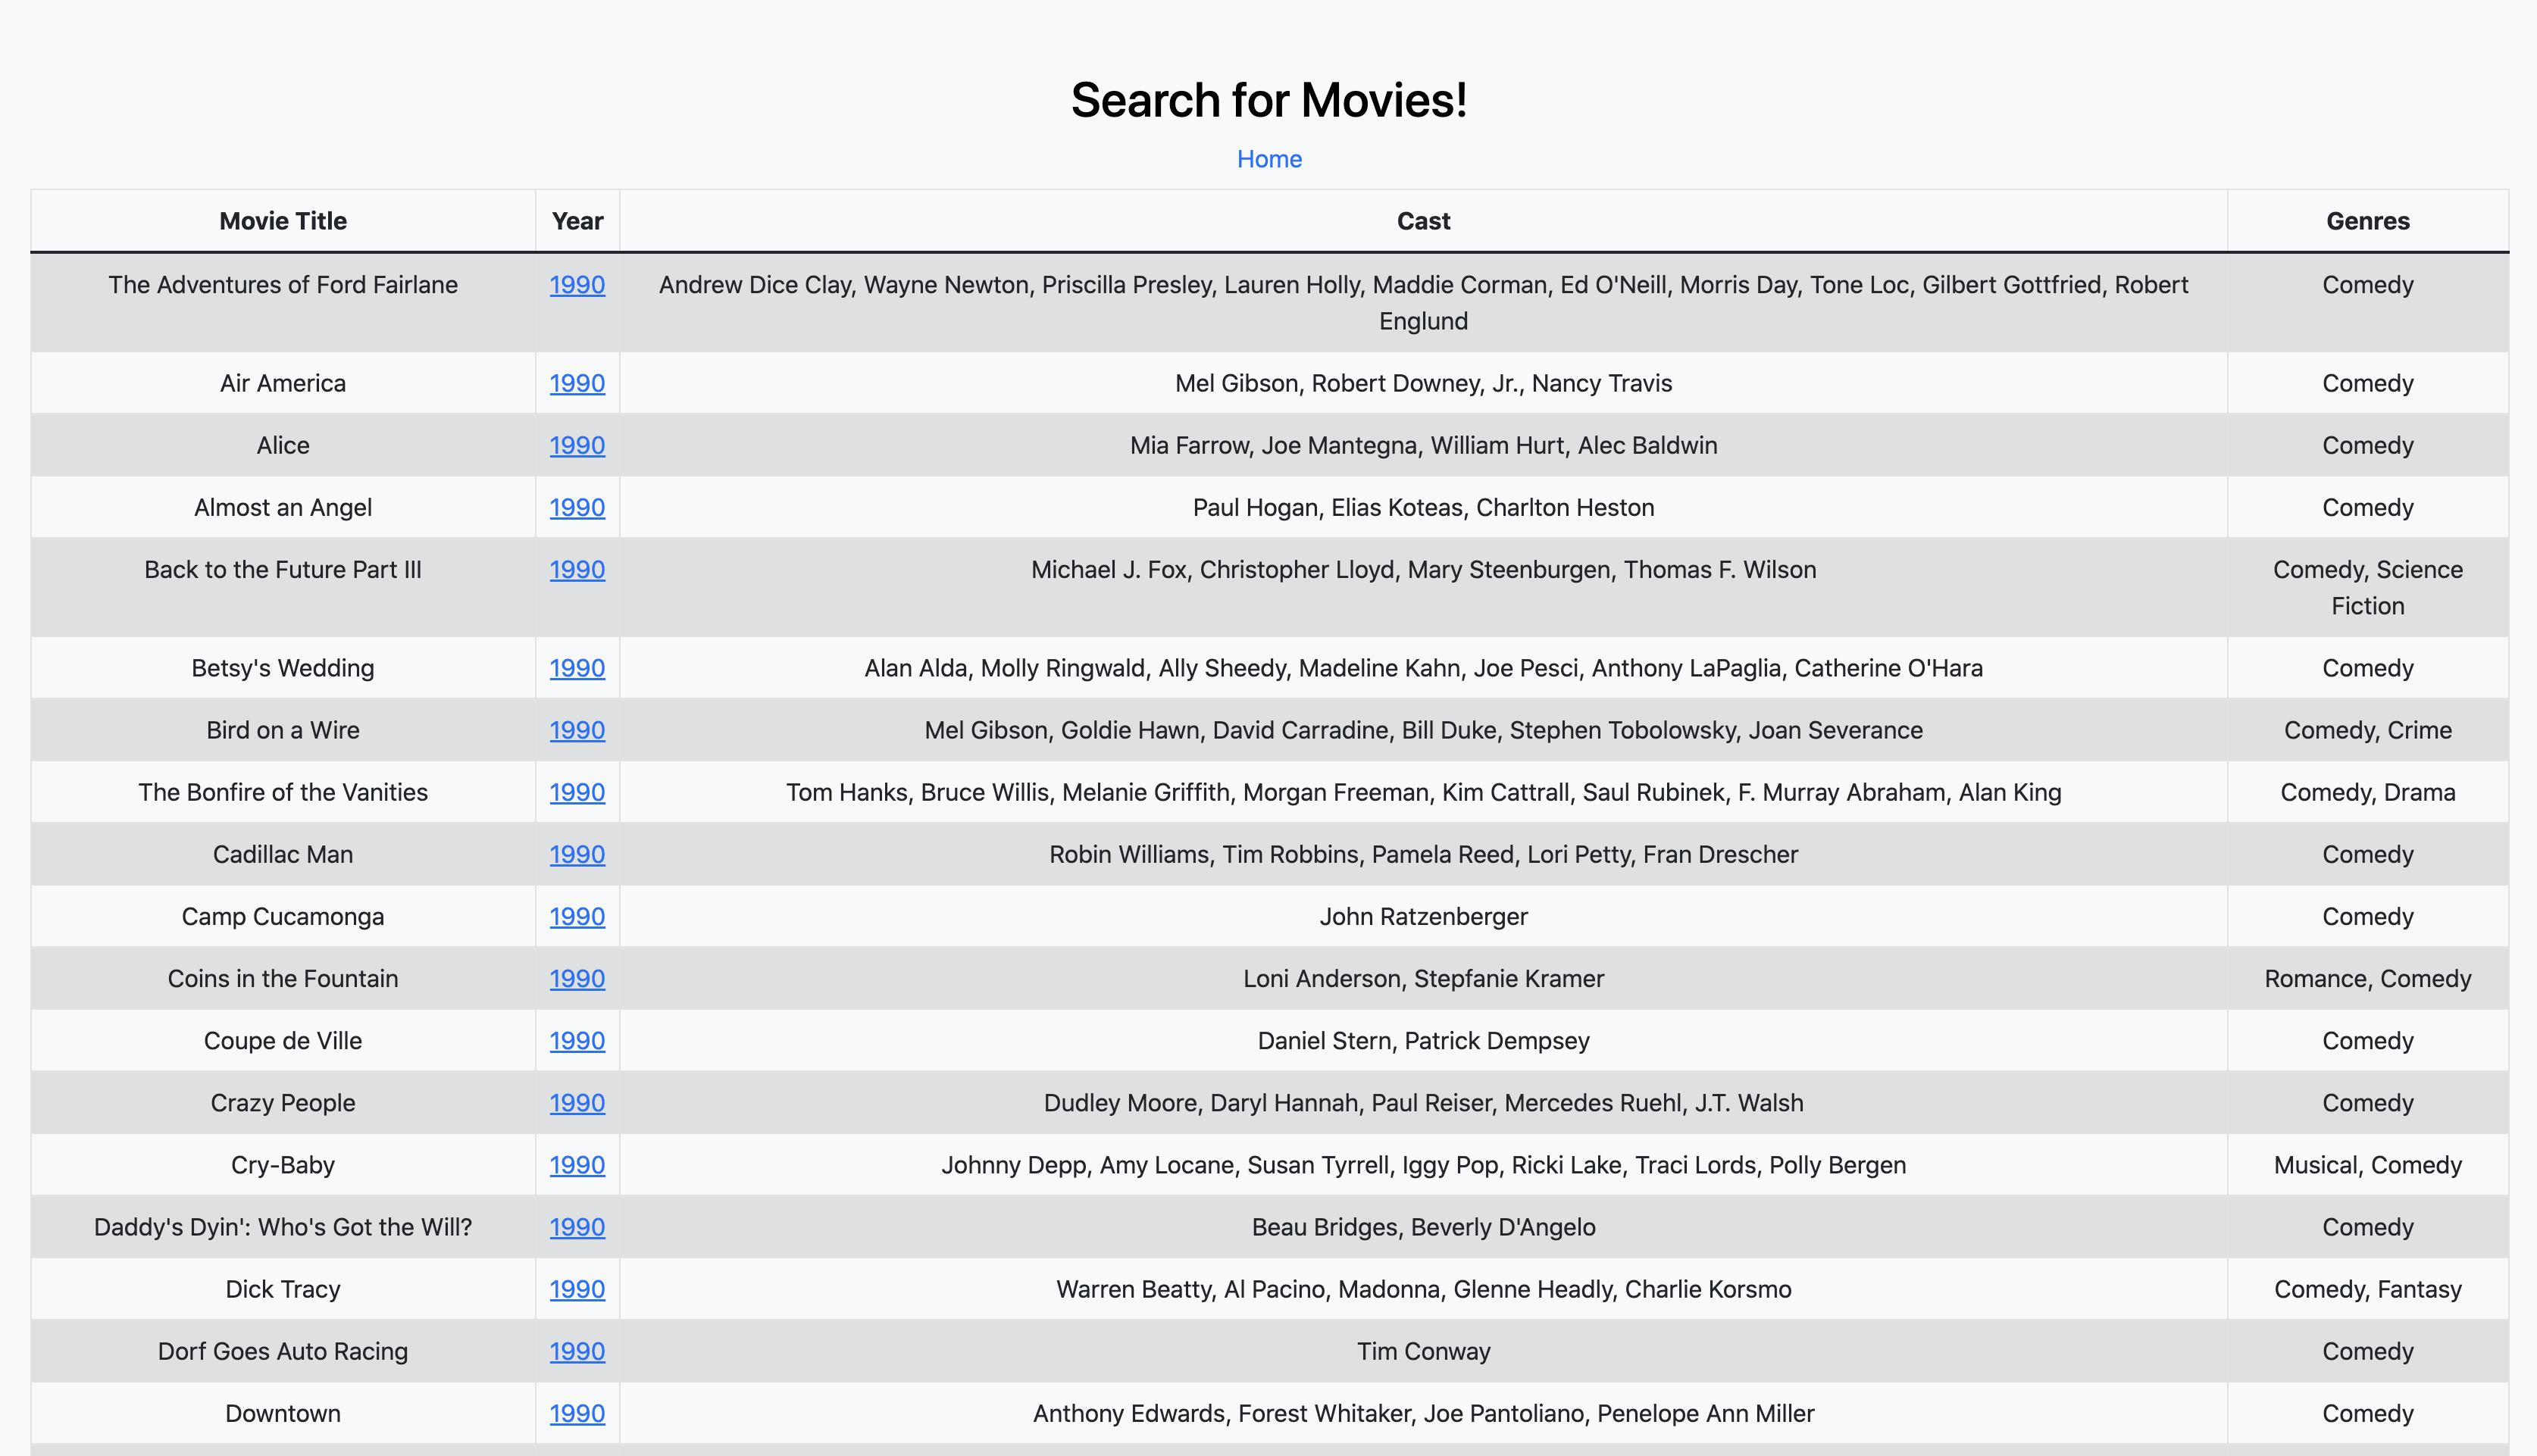 Search for Movies!
Home
Movie Title Year Cast Genres
The Adventures of Ford Fairlane 1990 Andrew Dice Clay, Wayne Newton, Priscilla Presley, Lauren Holly, Maddie Corman, Ed O'Neill, Morris Day, Tone Loc, Gilbert Gottfried, Robert Comedy
Englund
Air America 1990 Mel Gibson, Robert Downey, Jr., Nancy Travis Comedy
Alice 1990 Mia Farrow, Joe Mantegna, William Hurt, Alec Baldwin Comedy
Almost an Angel 1990 Paul Hogan, Elias Koteas, Charlton Heston Comedy
Back to the Future Part III 1990 Michael J. Fox, Christopher Lloyd, Mary Steenburgen, Thomas F. Wilson Comedy, Science
Fiction
Betsy's Wedding 1990 Alan Alda, Molly Ringwald, Ally Sheedy, Madeline Kahn, Joe Pesci, Anthony LaPaglia, Catherine O'Hara Comedy
Bird on a Wire 1990 Mel Gibson, Goldie Hawn, David Carradine, Bill Duke, Stephen Tobolowsky, Joan Severance Comedy, Crime
The Bonfire of the Vanities 1990 Tom Hanks, Bruce Willis, Melanie Griffith, Morgan Freeman, Kim Cattrall, Saul Rubinek, F. Murray Abraham, Alan King Comedy, Drama
Cadillac Man 1990 Robin Williams, Tim Robbins, Pamela Reed, Lori Petty, Fran Drescher Comedy
Camp Cucamonga 1990 John Ratzenberger Comedy
Coins in the Fountain 1990 Loni Anderson, Stepfanie Kramer Romance, Comedy
Coupe de Ville 1990 Daniel Stern, Patrick Dempsey Comedy
Crazy People 1990 Dudley Moore, Daryl Hannah, Paul Reiser, Mercedes Ruehl, J.T. Walsh Comedy
Cry-Baby 1990 Johnny Depp, Amy Locane, Susan Tyrrell, Iggy Pop, Ricki Lake, Traci Lords, Polly Bergen Musical, Comedy
Daddy's Dyin': Who's Got the Will? 1990 Beau Bridges, Beverly D'Angelo Comedy
Dick Tracy 1990 Warren Beatty, Al Pacino, Madonna, Glenne Headly, Charlie Korsmo Comedy, Fantasy
Dorf Goes Auto Racing 1990 Tim Conway Comedy
Downtown 1990 Anthony Edwards, Forest Whitaker, Joe Pantoliano, Penelope Ann Miller Comedy